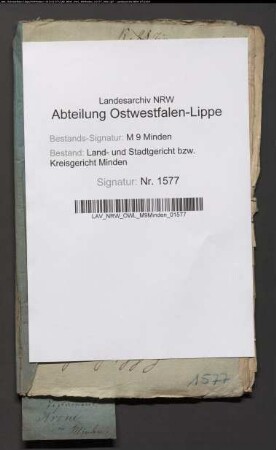 Landesarchiv NRW
Abteilung Ostwestfalen-Lippe
Bestands-Signatur: M 9 Minden
Bestand: Land- und Stadtgericht bzw.
Kreisgericht Minden
Signatur: Nr. 1577
LAV_NRW_OWL_M9Minden_01577
1577